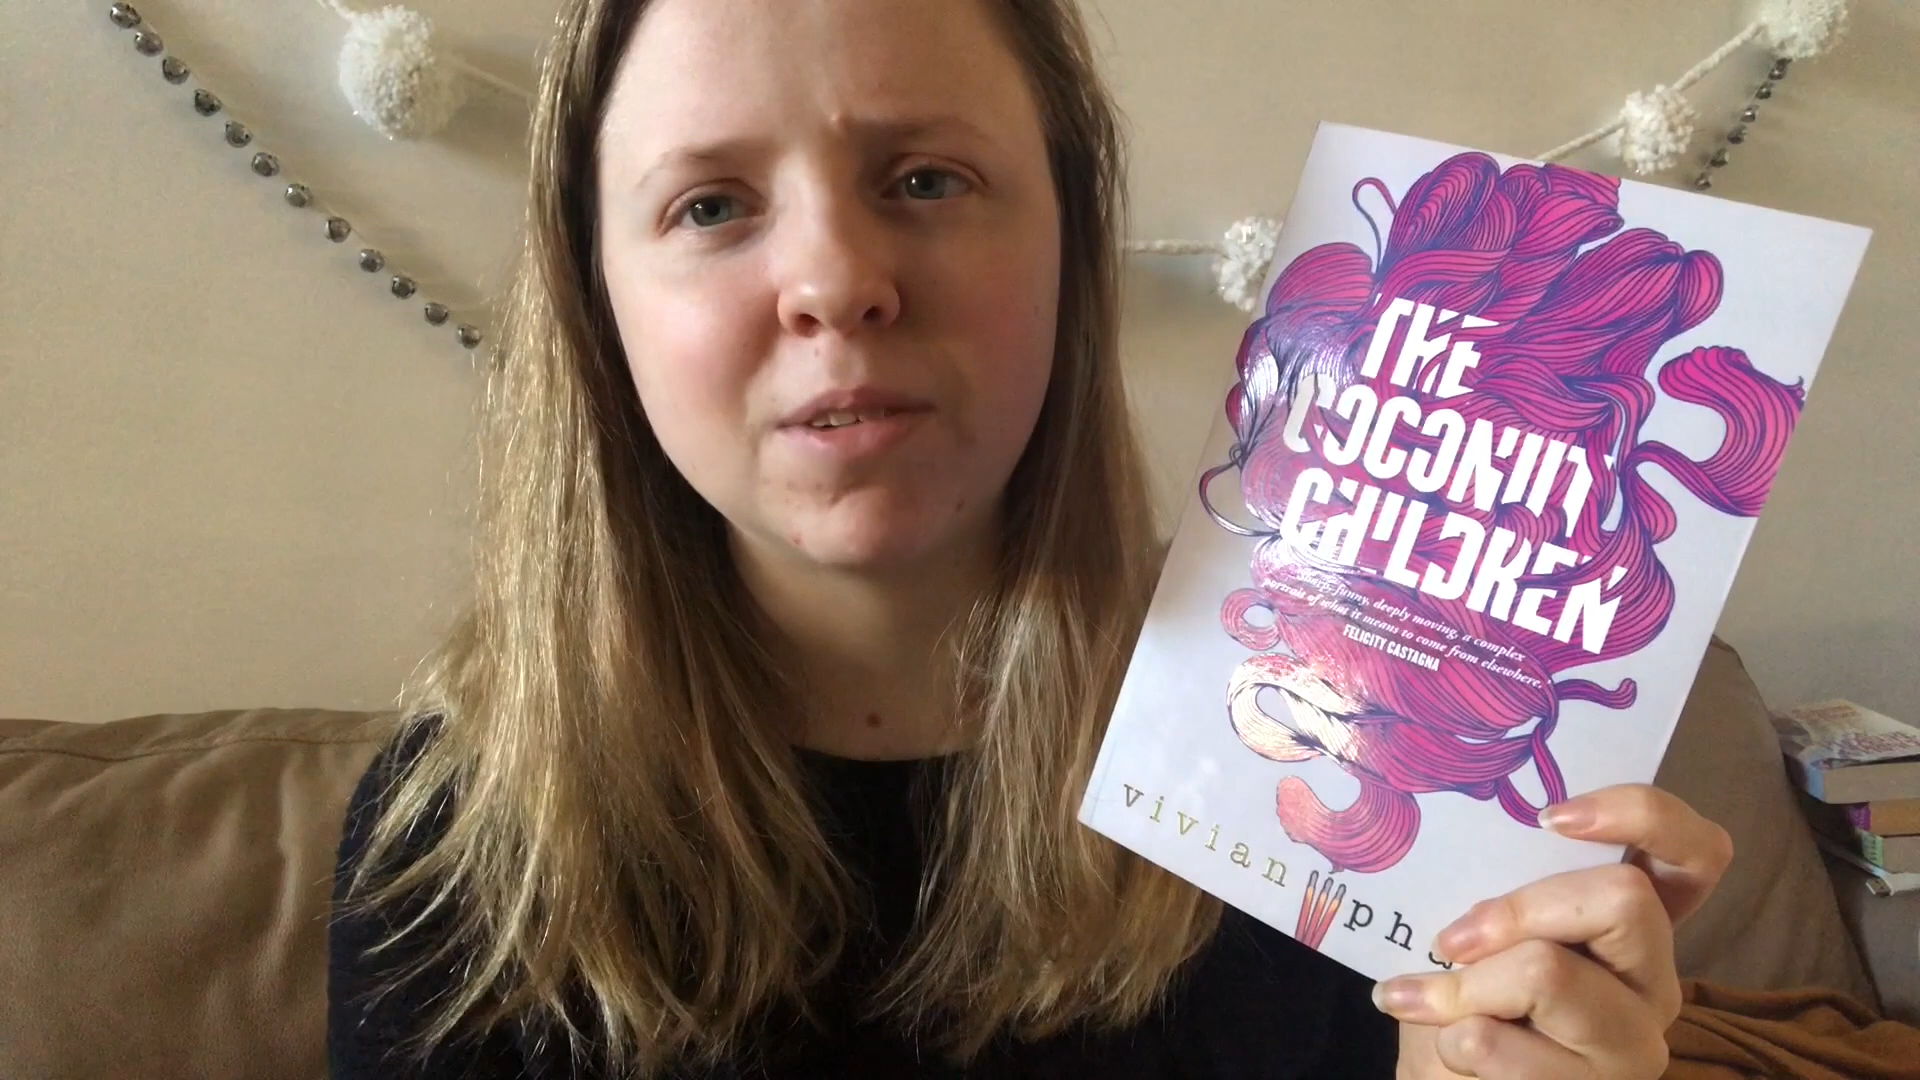 THE
COCONUT
CHILDREN
'Sharp, funny, deeply moving, a complex
portrait of what it means to come from elsewhere.'
FELICITY CASTAGNA
vivian pha